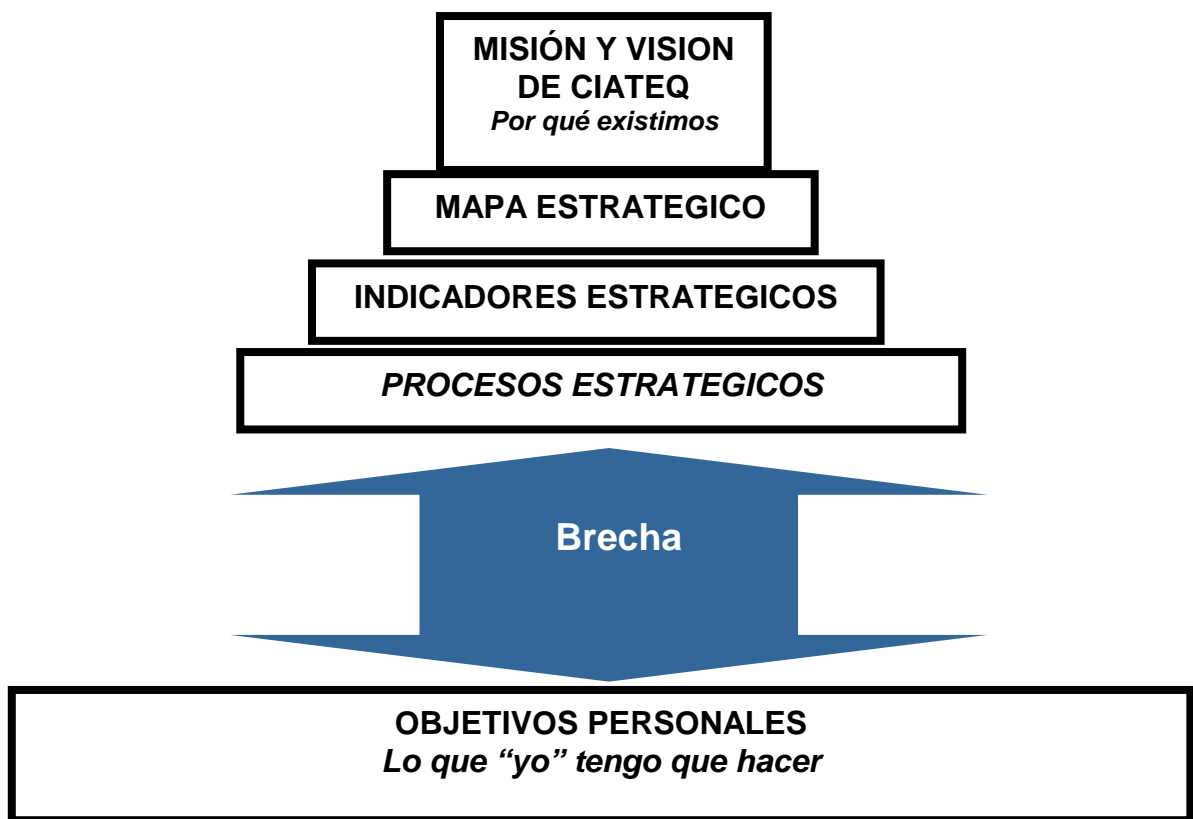 MISIÓN Y VISION
DE CIATEQ
Por qué existimos
MAPA ESTRATEGICO
INDICADORES ESTRATEGICOS
PROCESOS ESTRATEGICOS
Brecha
OBJETIVOS PERSONALES
Lo que “yo” tengo que hacer